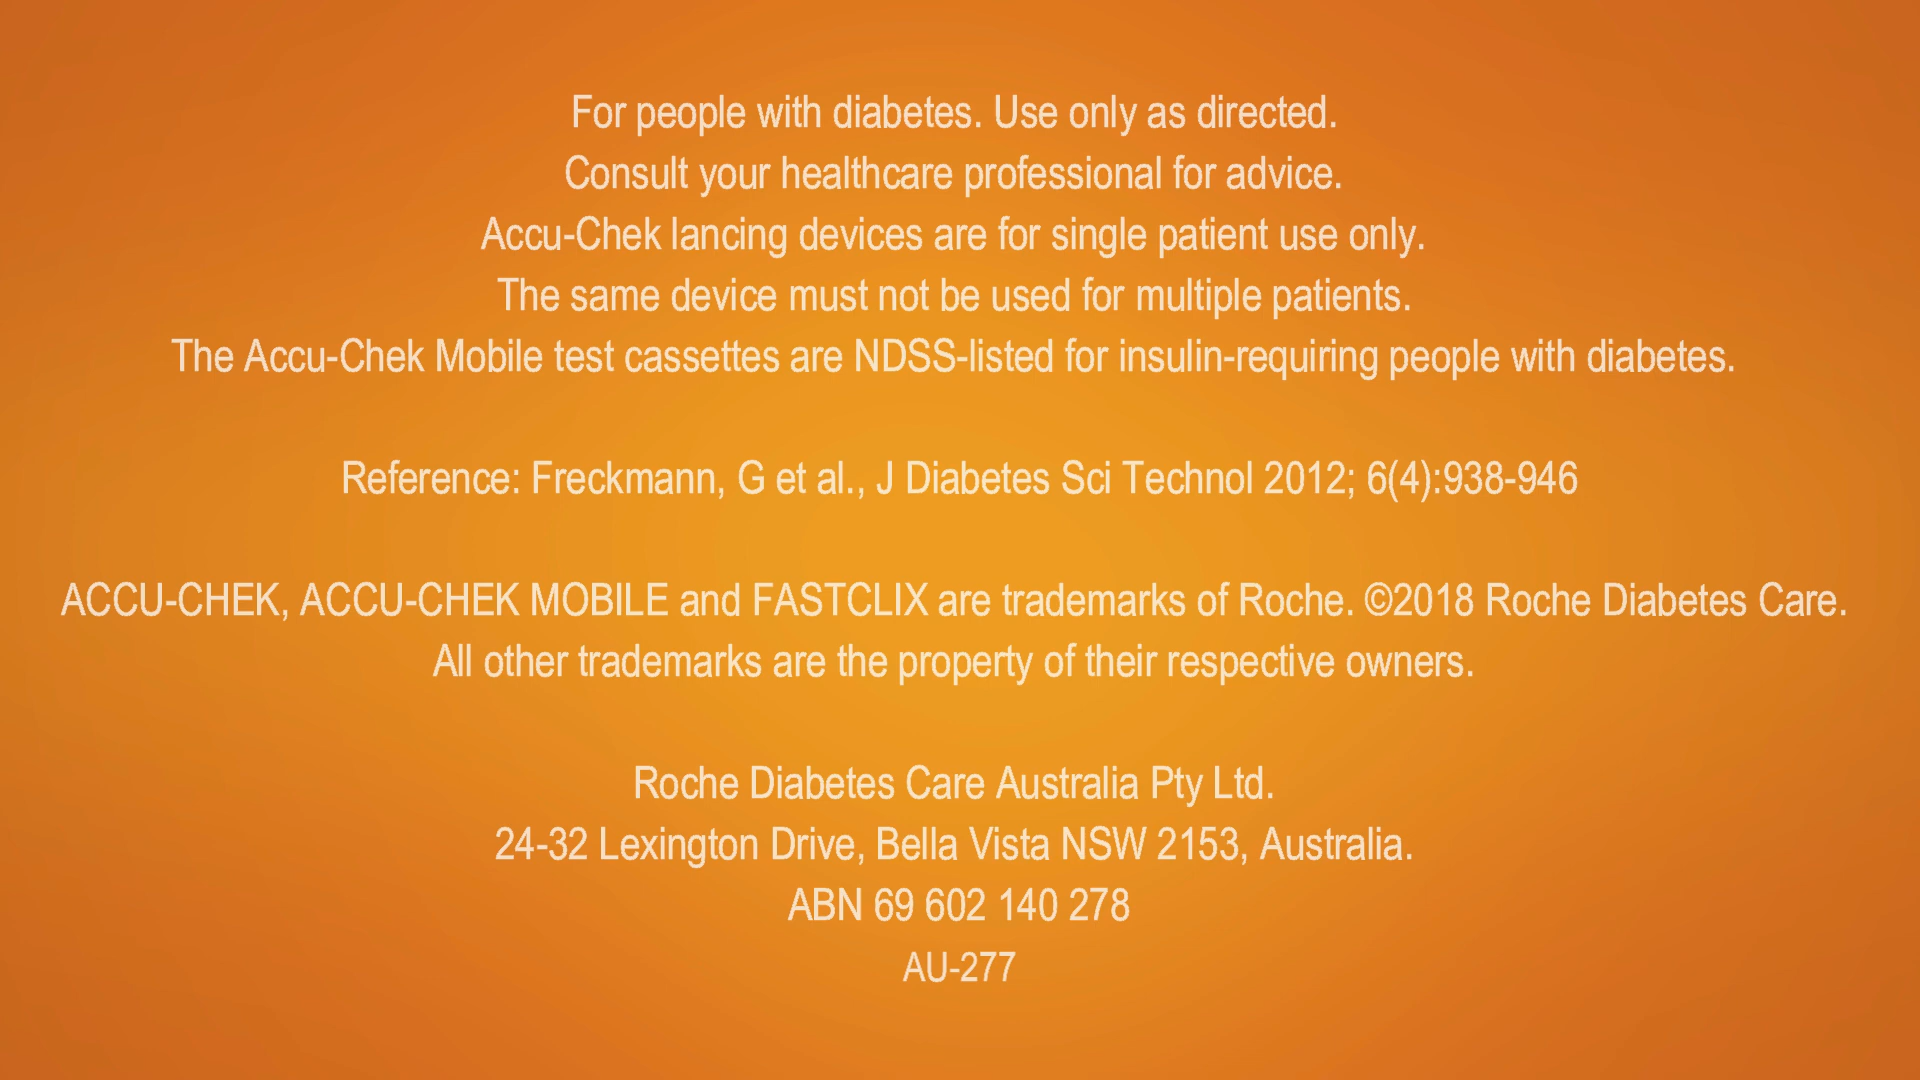 For people with diabetes. Use only as directed.
Consult your healthcare professional for advice.
Accu-Chek lancing devices are for single patient use only.
The same device must not be used for multiple patients.
The Accu-Chek Mobile test cassettes are NDSS-listed for insulin-requiring people with diabetes.
Reference: Freckmann, G et al., J Diabetes Sci Technol 2012; 6(4):938-946
ACCU-CHEK, ACCU-CHEK MOBILE and FASTCLIX are trademarks of Roche. ©2018 Roche Diabetes Care.
All other trademarks are the property of their respective owners.
Roche Diabetes Care Australia Pty Ltd.
24-32 Lexington Drive, Bella Vista NSW 2153, Australia.
ABN 69 602 140 278
AU-277